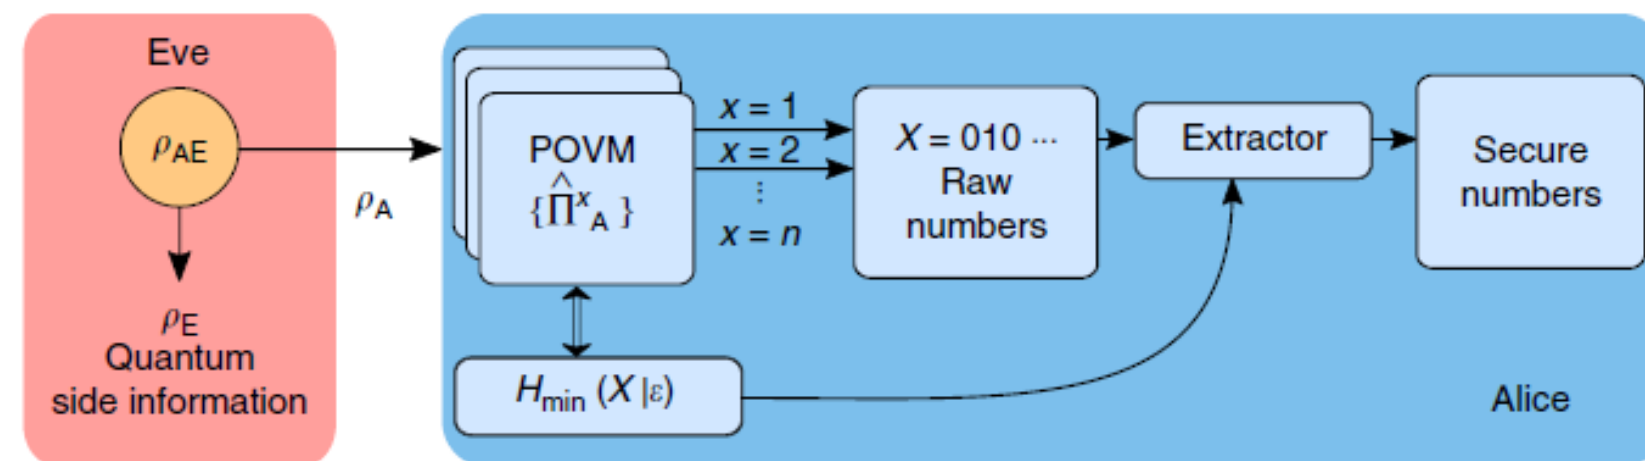 Eve
ρAE
ρA
ρE
Quantum
side information
POVM
{Π̂ˣA}
Hmin (X|ε)
x = 1
x = 2
⋮
x = n
X = 010 ···
Raw
numbers
Extractor
Secure
numbers
Alice